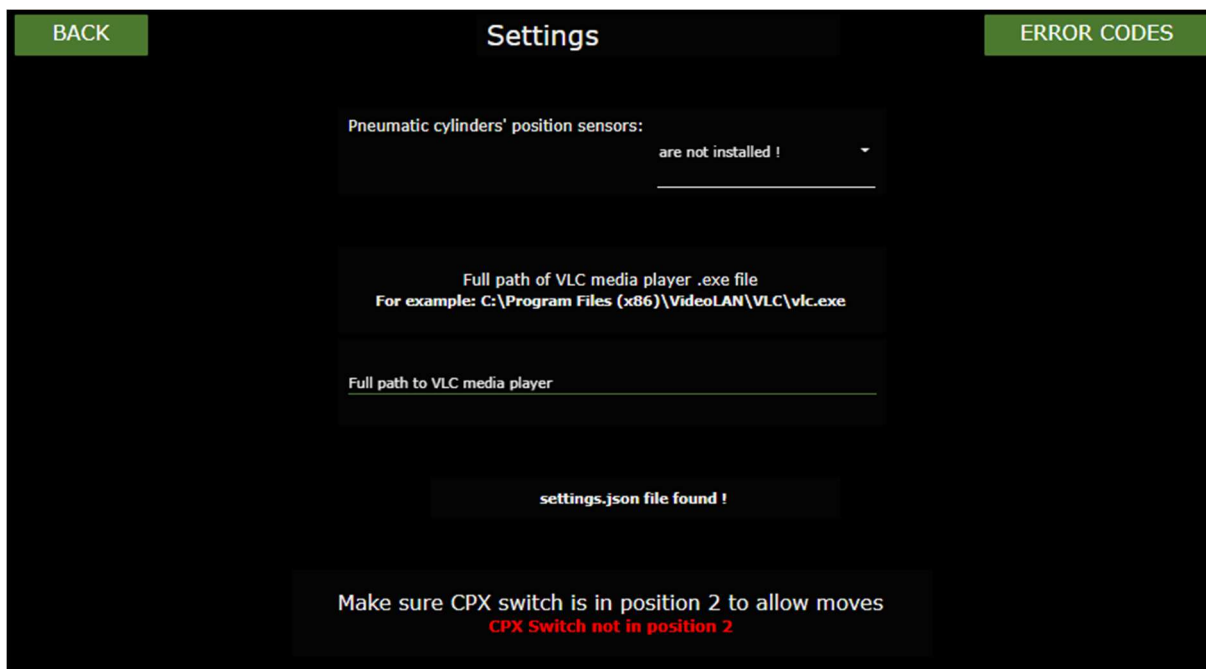 BACK
Settings
ERROR CODES
Pneumatic cylinders' position sensors:
are not installed !
Full path of VLC media player .exe file
For example: C:\Program Files (x86)\VideoLAN\VLC\vlc.exe
Full path to VLC media player
settings.json file found !
Make sure CPX switch is in position 2 to allow moves
CPX Switch not in position 2